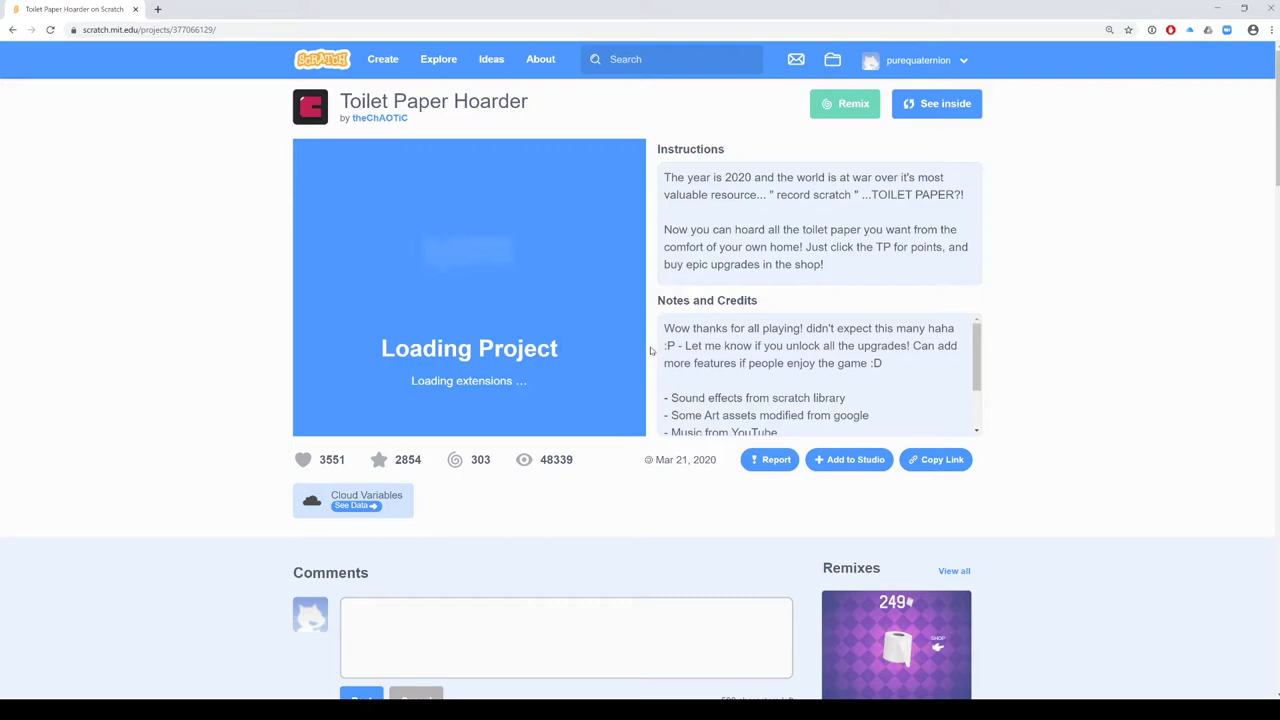 Toilet Paper Hoarder on Scratch
scratch.mit.edu/projects/377066129/
SCRATCH
Create
Explore
Ideas
About
Search
purequaternion
Toilet Paper Hoarder
by theChAOTiC
Remix
See inside
Loading Project
Loading extensions …
Instructions
The year is 2020 and the world is at war over it's most
valuable resource... " record scratch " ...TOILET PAPER?!
Now you can hoard all the toilet paper you want from the
comfort of your own home! Just click the TP for points, and
buy epic upgrades in the shop!
Notes and Credits
Wow thanks for all playing! didn't expect this many haha
:P - Let me know if you unlock all the upgrades! Can add
more features if people enjoy the game :D
- Sound effects from scratch library
- Some Art assets modified from google
- Music from YouTube
3551
2854
303
48339
© Mar 21, 2020
Report
Add to Studio
Copy Link
Cloud Variables
See Data
Comments
Remixes
View all
249
SHOP